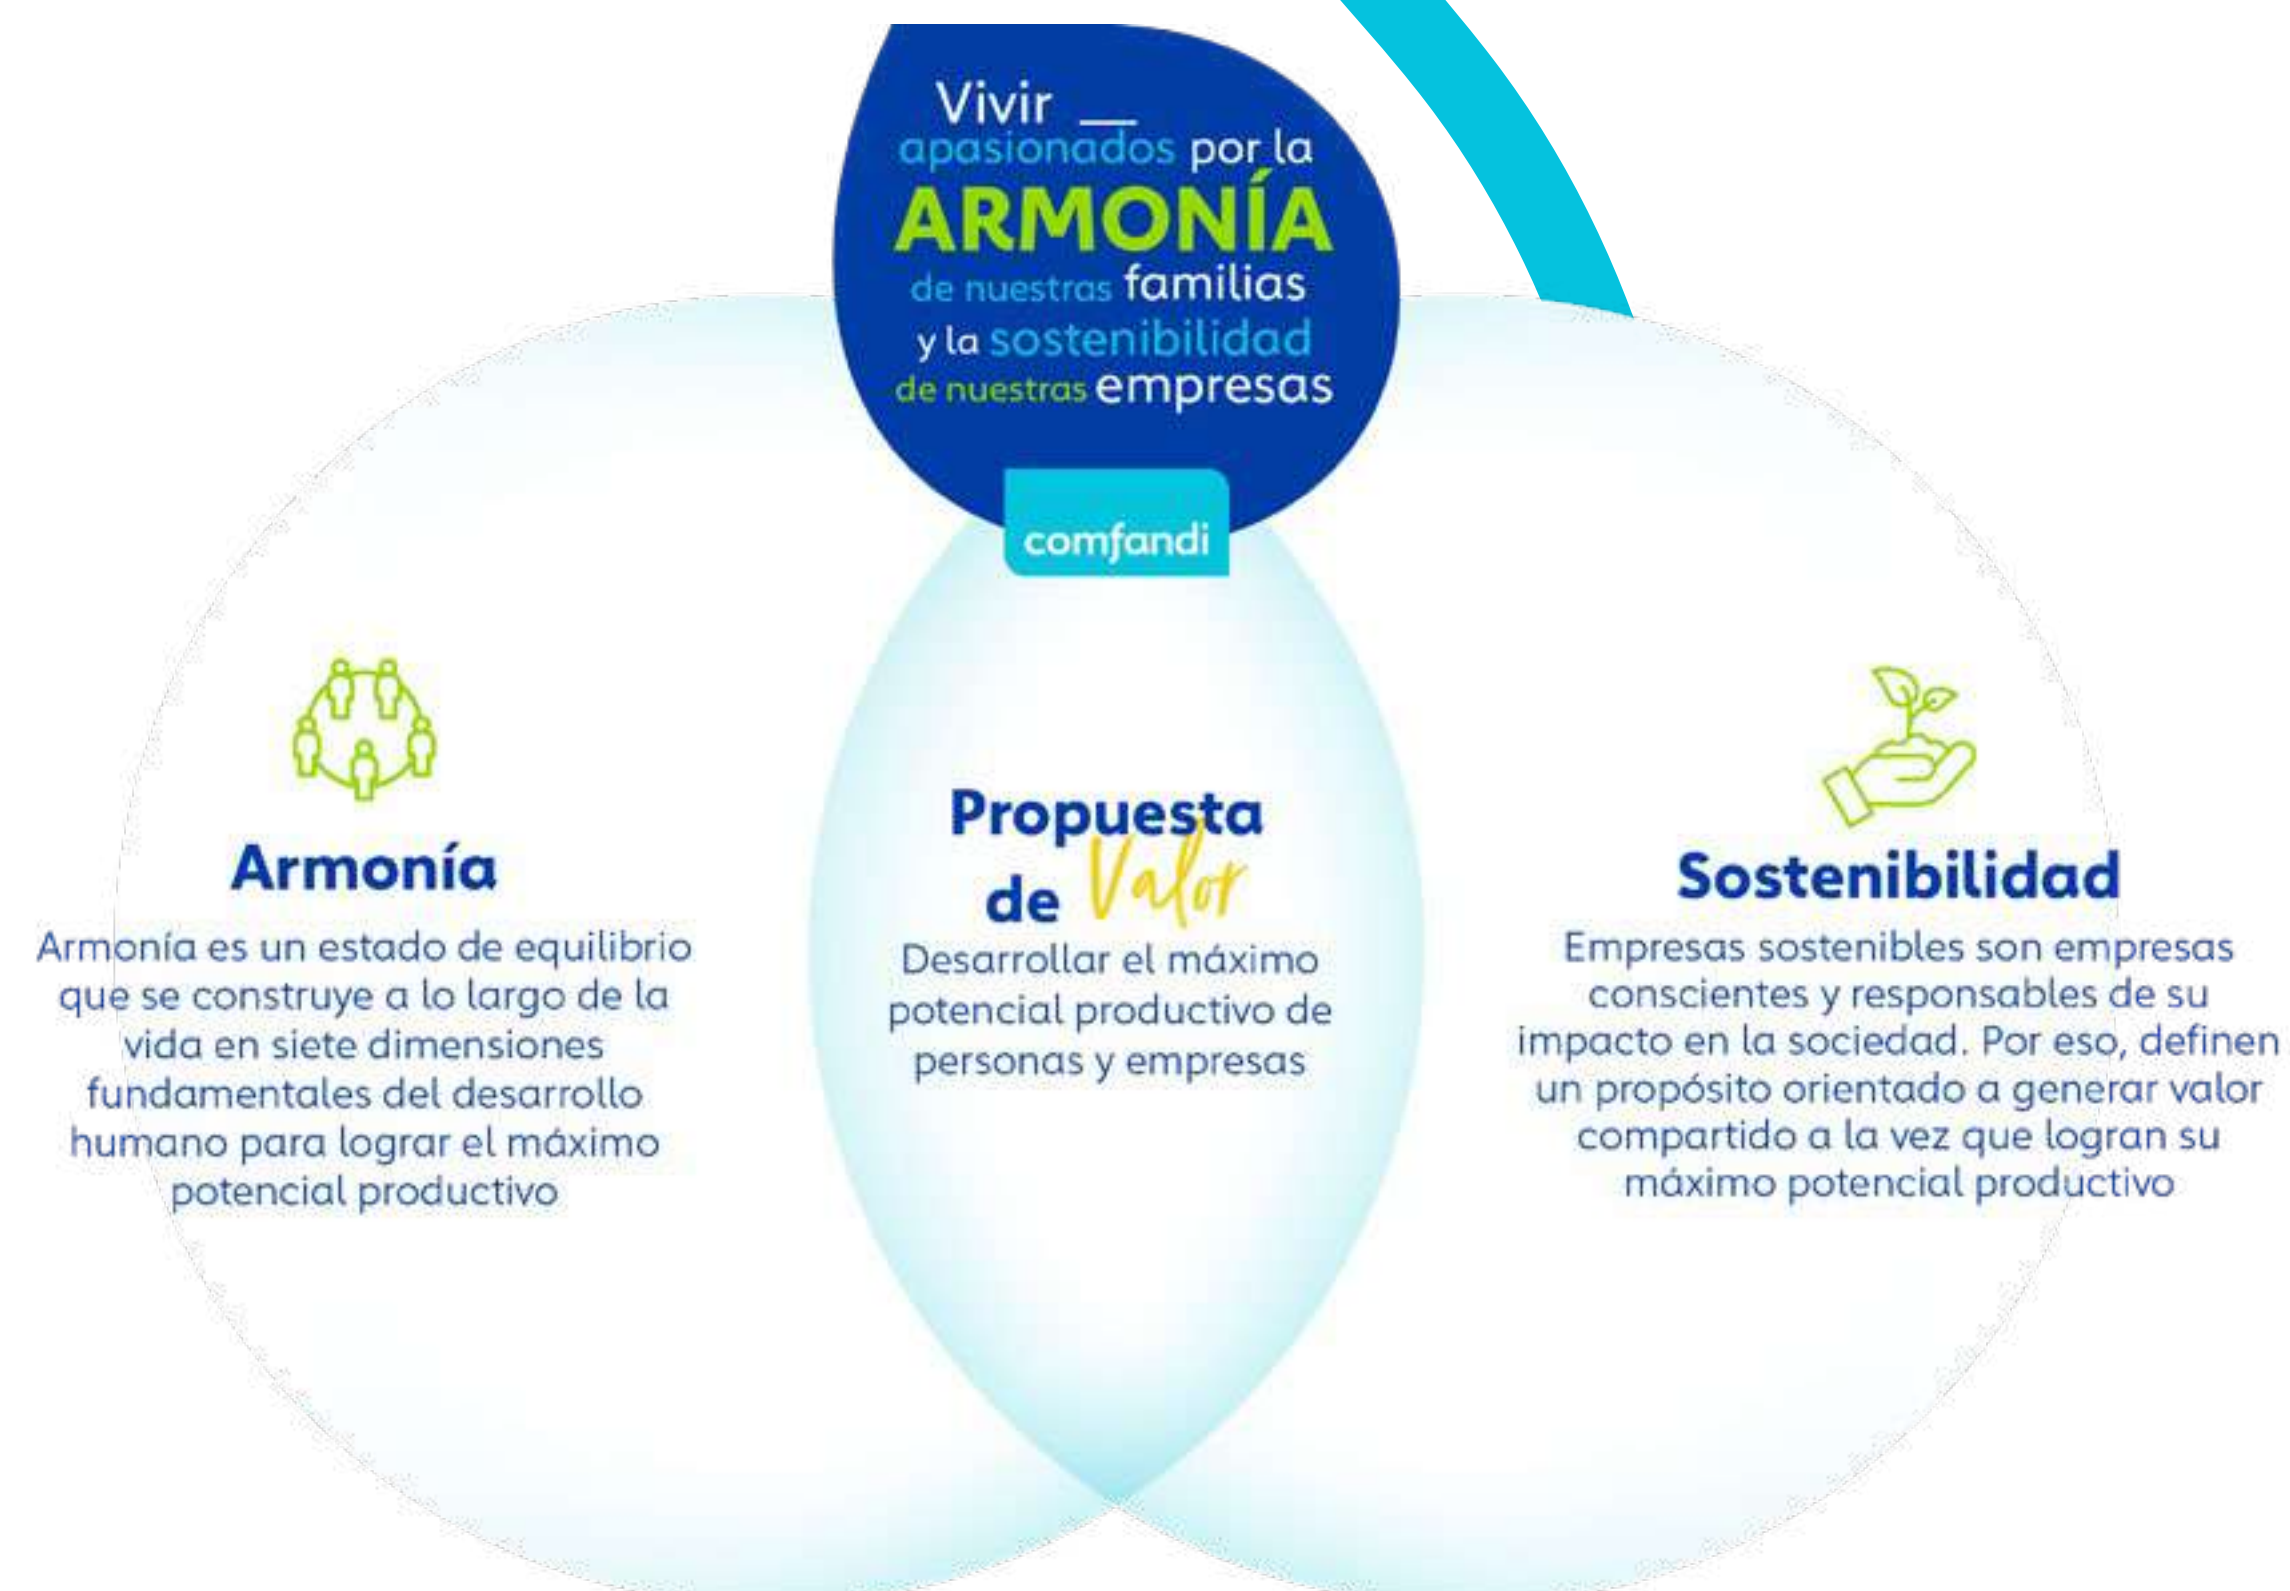 Vivir
apasionados por la
ARMONÍA
de nuestras familias
y la sostenibilidad
de nuestras empresas
comfandi
Armonía
Armonía es un estado de equilibrio
que se construye a lo largo de la
vida en siete dimensiones
fundamentales del desarrollo
humano para lograr el máximo
potencial productivo
Propuesta
de Valor
Desarrollar el máximo
potencial productivo de
personas y empresas
Sostenibilidad
Empresas sostenibles son empresas
conscientes y responsables de su
impacto en la sociedad. Por eso, definen
un propósito orientado a generar valor
compartido a la vez que logran su
máximo potencial productivo